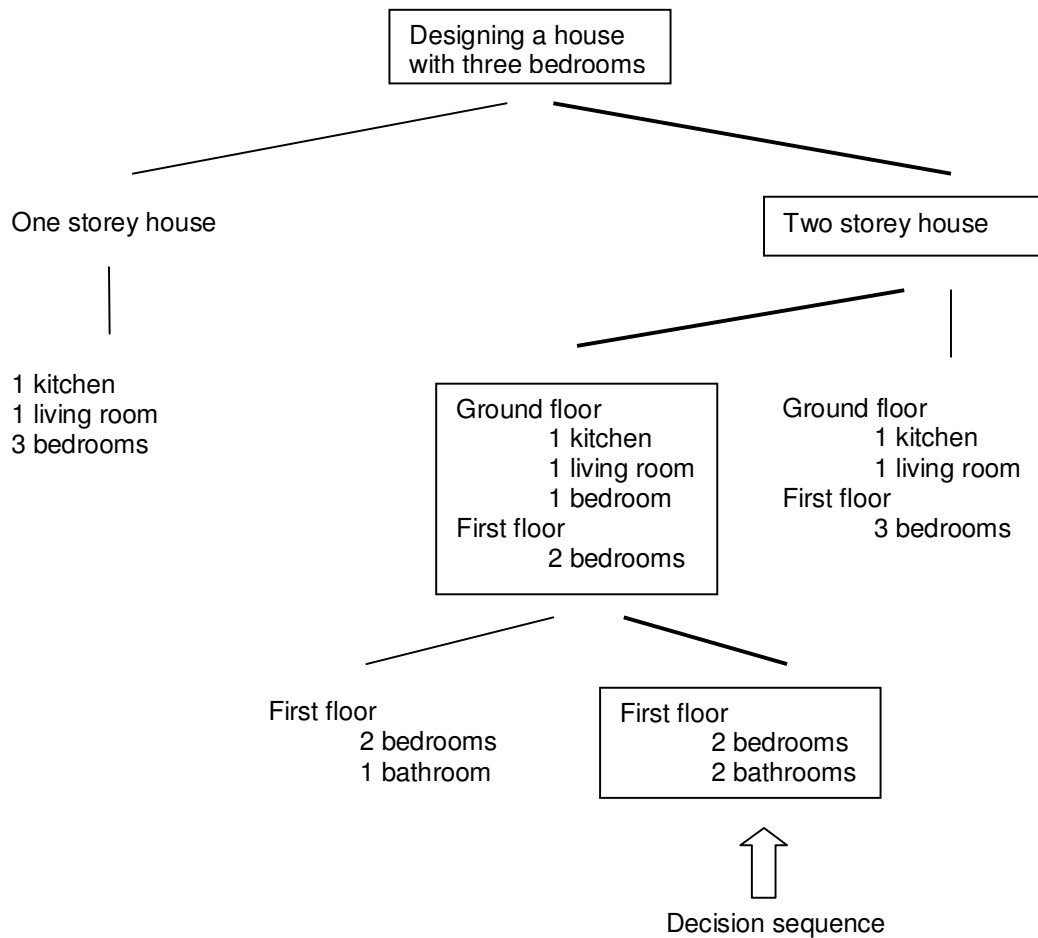 Designing a house
with three bedrooms
One storey house
Two storey house
1 kitchen
1 living room
3 bedrooms
Ground floor
1 kitchen
1 living room
1 bedroom
First floor
2 bedrooms
Ground floor
1 kitchen
1 living room
First floor
3 bedrooms
First floor
2 bedrooms
1 bathroom
First floor
2 bedrooms
2 bathrooms
Decision sequence